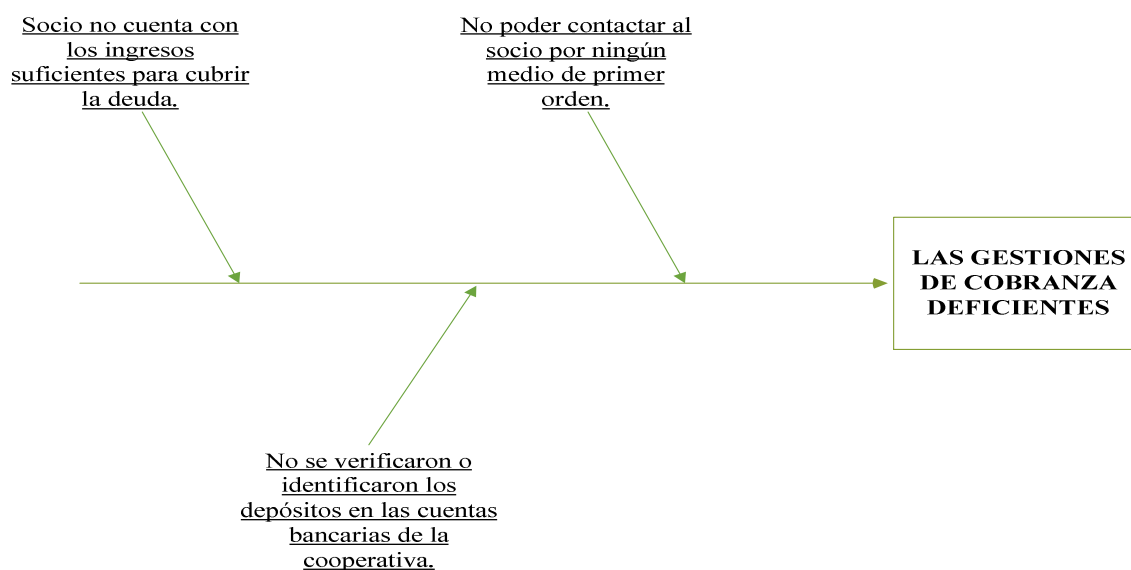 Socio no cuenta con
los ingresos
suficientes para cubrir
la deuda.
No poder contactar al
socio por ningún
medio de primer
orden.
LAS GESTIONES
DE COBRANZA
DEFICIENTES
No se verificaron o
identificaron los
depósitos en las cuentas
bancarias de la
cooperativa.